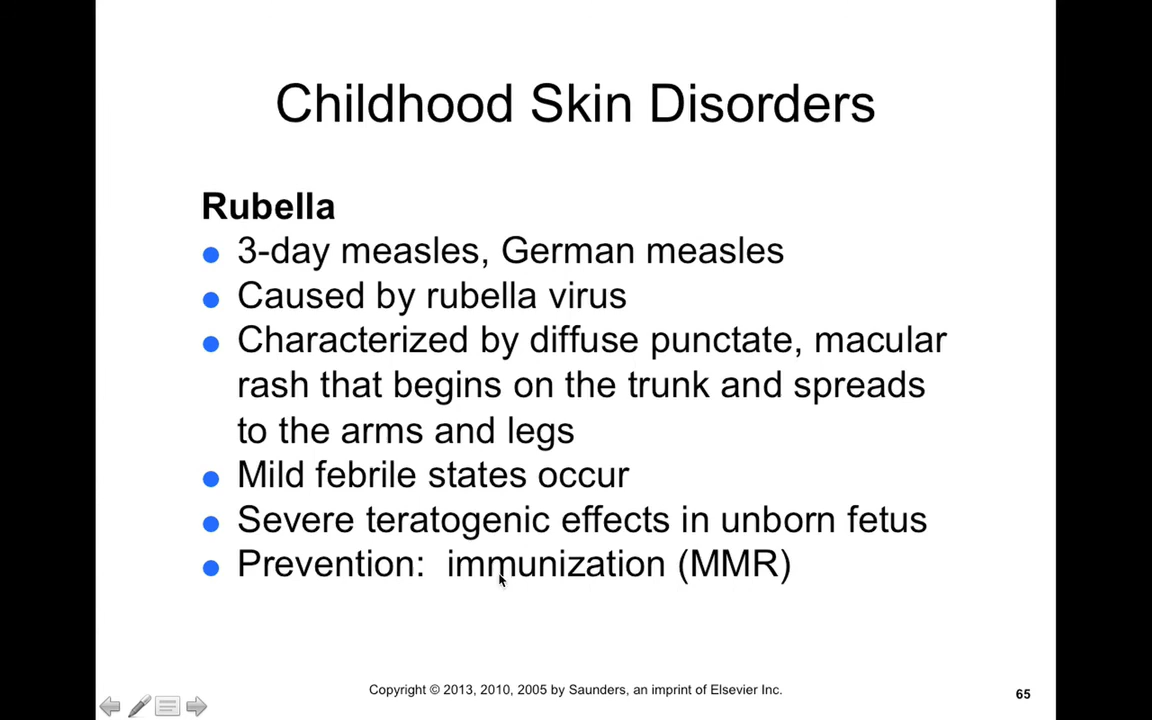 Childhood Skin Disorders
Rubella
● 3-day measles, German measles
● Caused by rubella virus
● Characterized by diffuse punctate, macular
rash that begins on the trunk and spreads
to the arms and legs
● Mild febrile states occur
● Severe teratogenic effects in unborn fetus
● Prevention:  immunization (MMR)
Copyright © 2013, 2010, 2005 by Saunders, an imprint of Elsevier Inc.
65